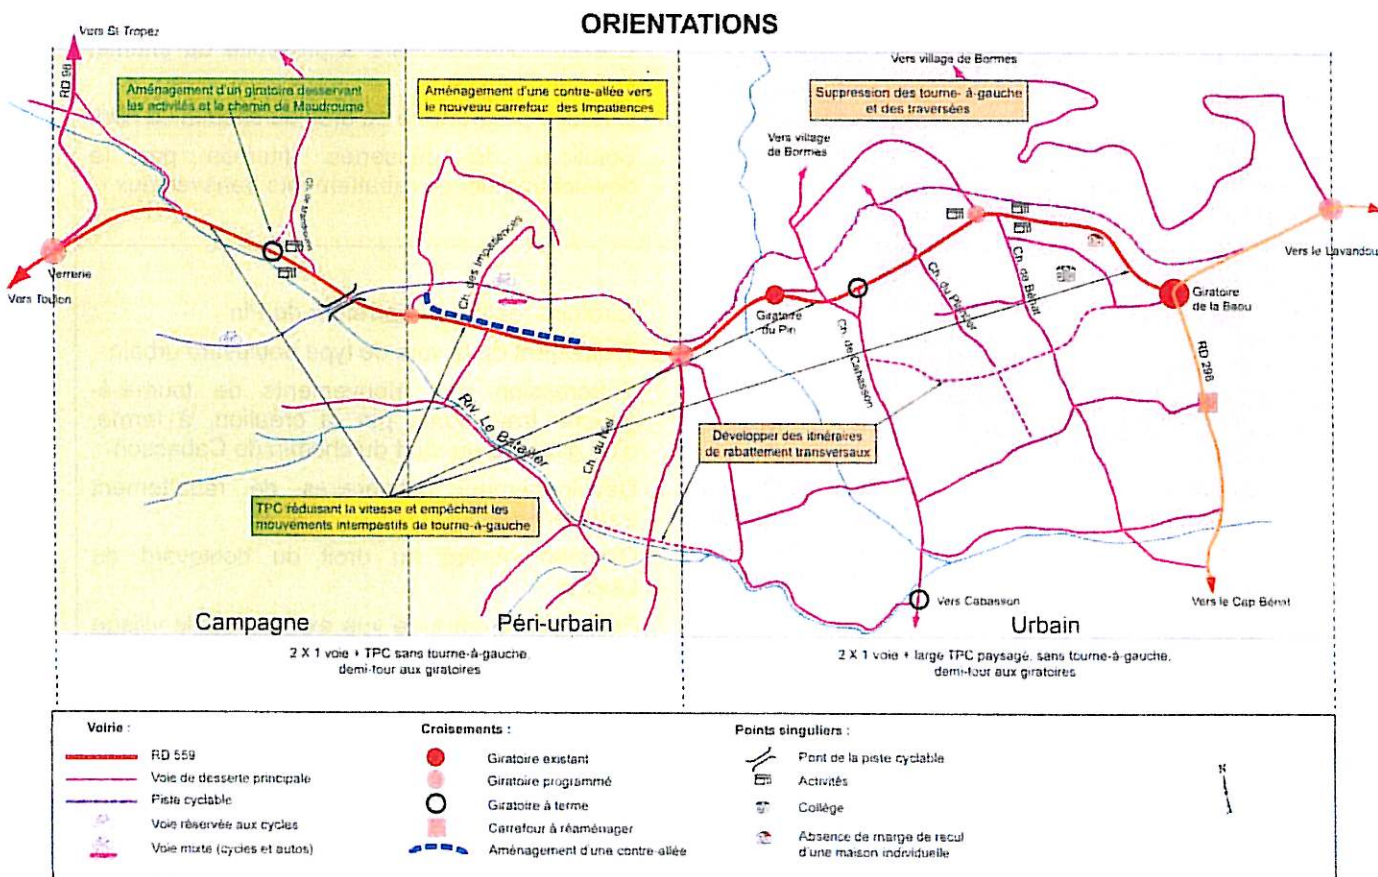 ORIENTATIONS
Vers St Tropez
RD 98
Aménagement d'un giratoire desservant
les activités et le chemin de Maudroume
Aménagement d'une contre-allée vers
le nouveau carrefour des Impatiences
Suppression des tourne- à-gauche
et des traversées
Vers village de Bormes
Vers village
de Bormes
Ch. de Maudroume
Verrerie
Vers Toulon
Ch. des Impatiences
Giratoire
du Pin
Ch. de Cabasson
Ch. du Plantier
Ch. de Bénat
Vers le Lavandou
Giratoire
de la Baou
RD 298
Riv. Le Batailler
Ch. du Niel
Développer des itinéraires
de rabattement transversaux
TPC réduisant la vitesse et empêchant les
mouvements intempestifs de tourne-à-gauche
Vers Cabasson
Vers le Cap Bénat
Campagne
Péri-urbain
Urbain
2 X 1 voie + TPC sans tourne-à-gauche,
demi-tour aux giratoires
2 X 1 voie + large TPC paysagé, sans tourne-à-gauche,
demi-tour aux giratoires
Voirie :
RD 559
Voie de desserte principale
Piste cyclable
Voie réservée aux cycles
Voie mixte (cycles et autos)
Croisements :
Giratoire existant
Giratoire programmé
Giratoire à terme
Carrefour à réaménager
Aménagement d'une contre-allée
Points singuliers :
Pont de la piste cyclable
Activités
Collège
Absence de marge de recul
d'une maison individuelle
N